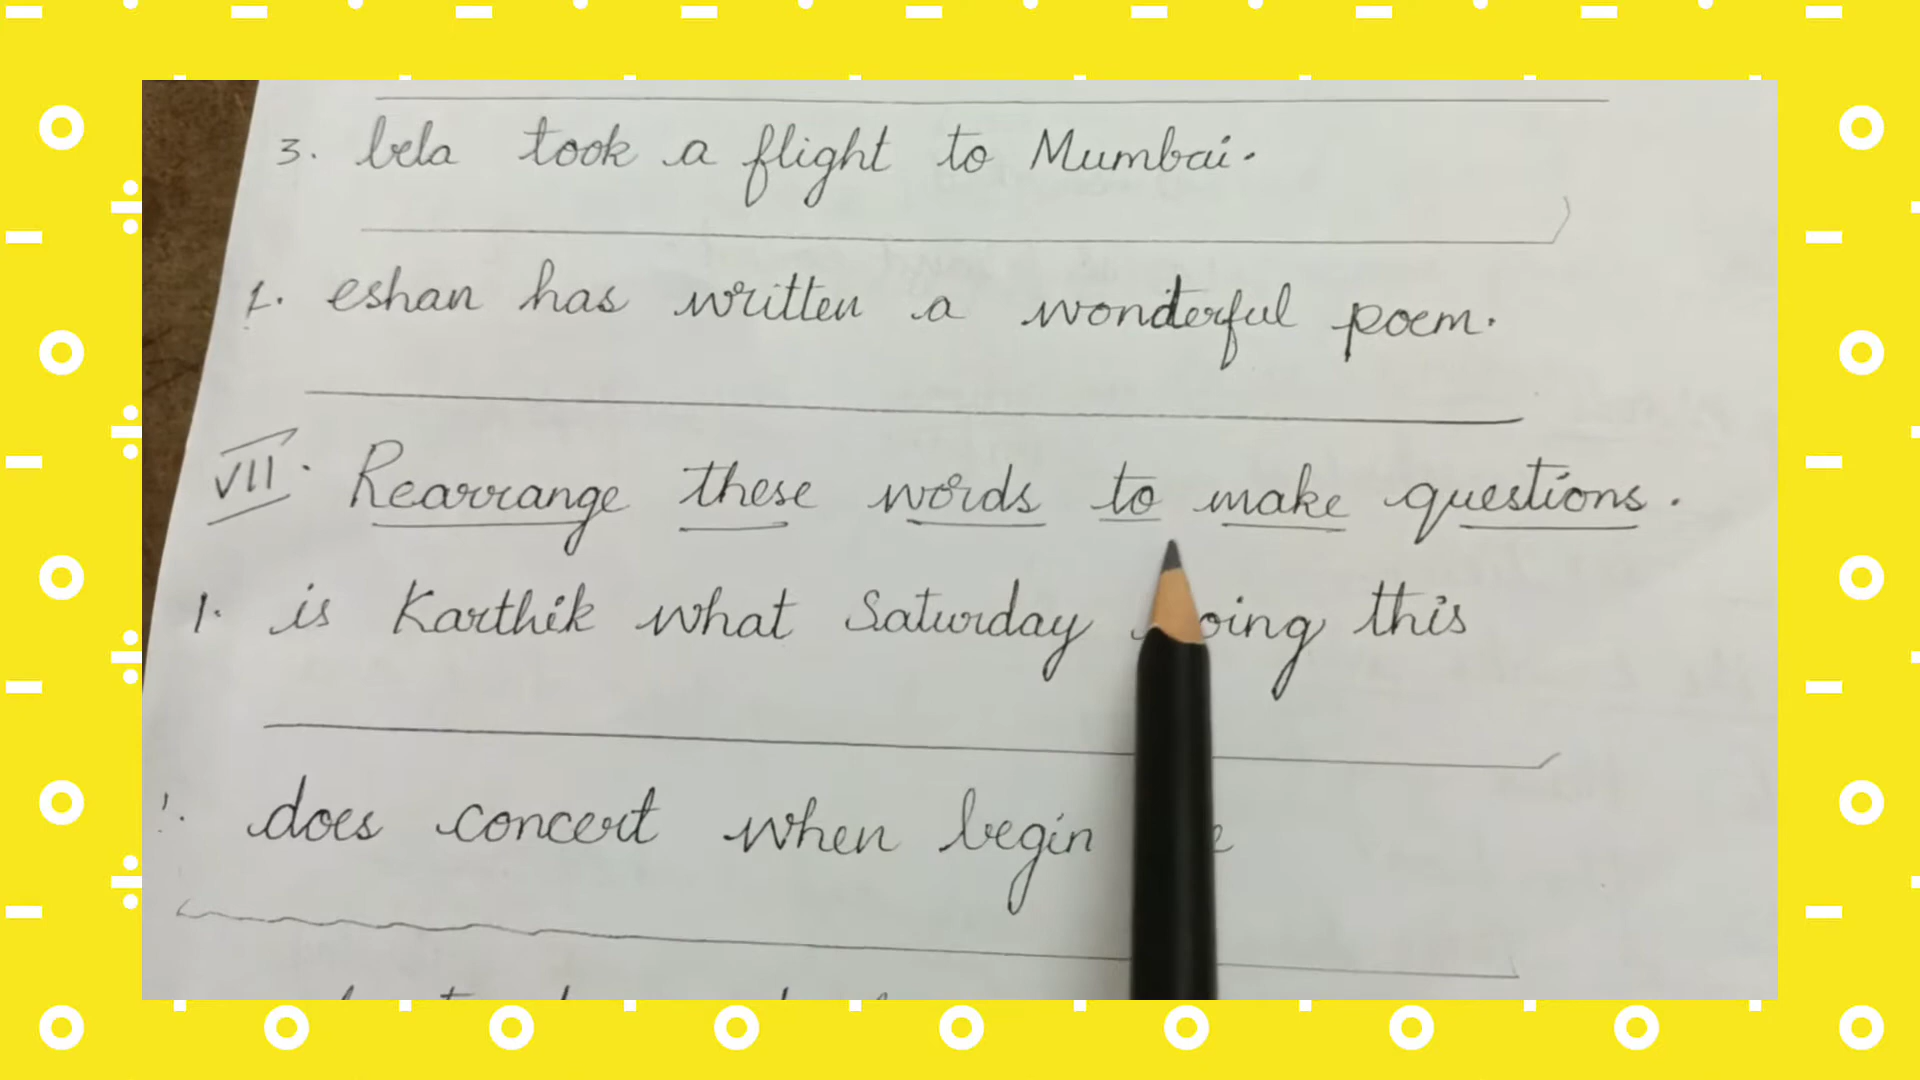 3. bela took a flight to Mumbai.
eshan has written a wonderful poem.
VII. Rearrange these words to make questions.
1. is Karthik what Saturday this
does concert when begin